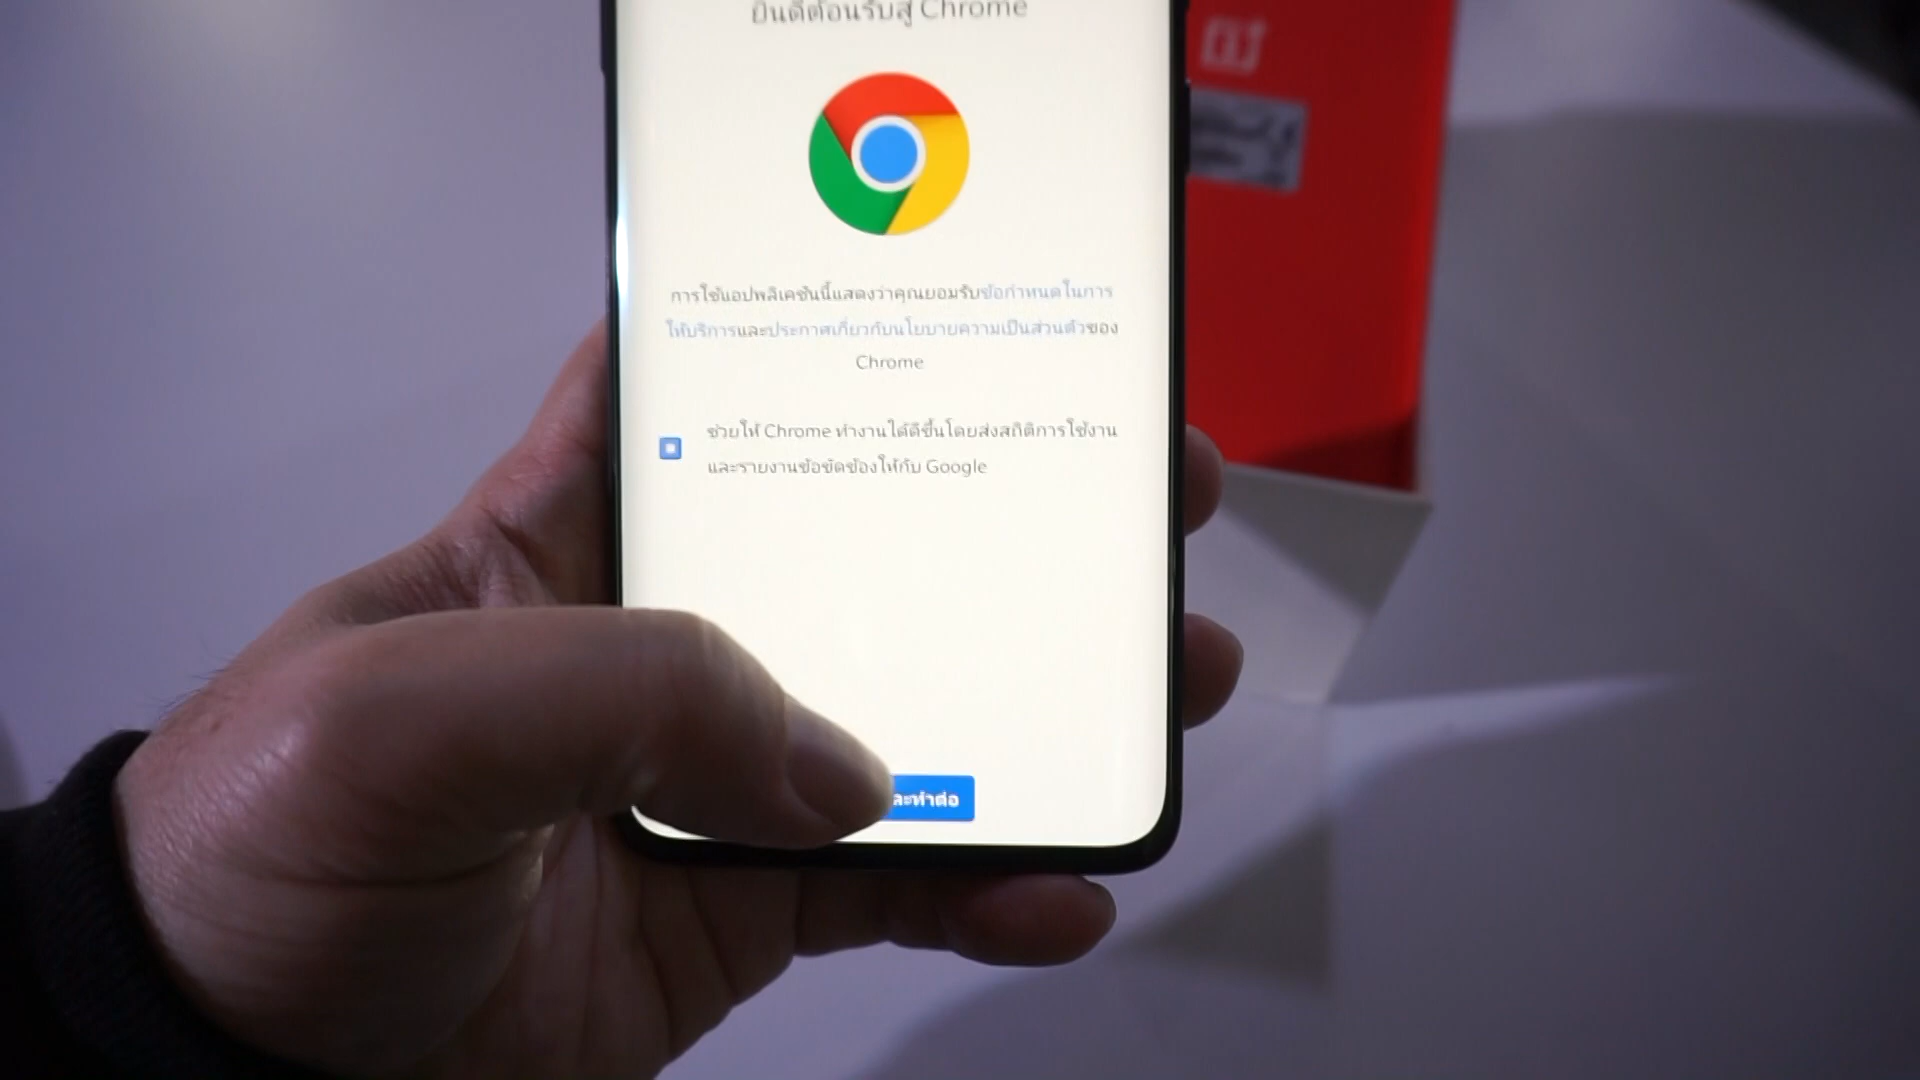 ยินดีต้อนรับสู่ Chrome
การใช้แอปพลิเคชันนี้แสดงว่าคุณยอมรับข้อกำหนดในการ
ให้บริการและประกาศเกี่ยวกับนโยบายความเป็นส่วนตัวของ
Chrome
ช่วยให้ Chrome ทำงานได้ดีขึ้นโดยส่งสถิติการใช้งาน
และรายงานข้อขัดข้องให้กับ Google
ละทำต่อ